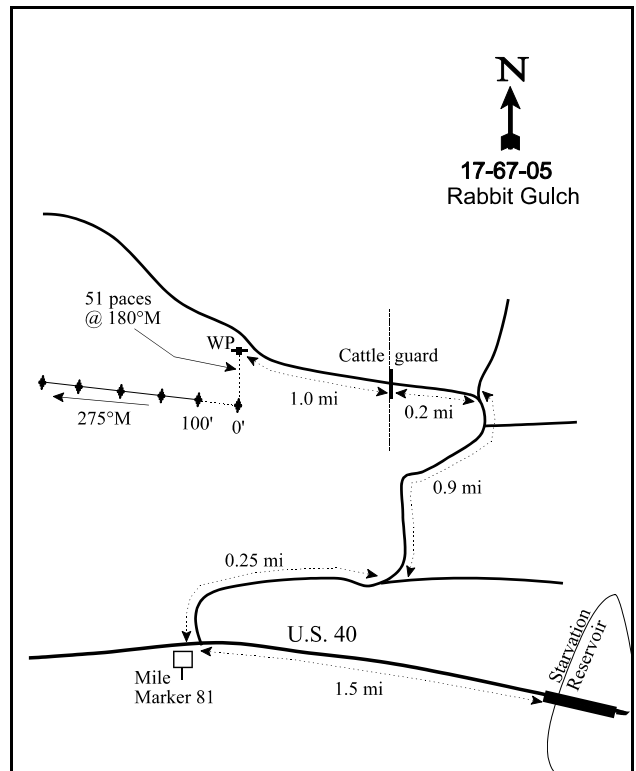 N
17-67-05
Rabbit Gulch
51 paces
@ 180°M
WP
Cattle guard
1.0 mi
0.2 mi
275°M
100'
0'
0.9 mi
0.25 mi
U.S. 40
Mile
Marker 81
1.5 mi
Starvation
Reservoir